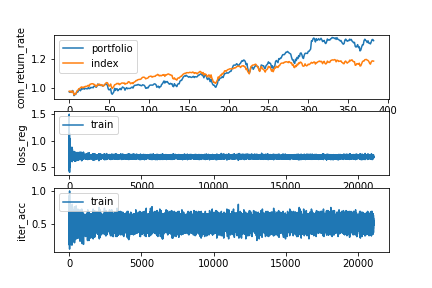 com_return_rate
1.2
1.0
portfolio
index
0 50 100 150 200 250 300 350 400
loss_reg
1.5
1.0
0.5
train
0 5000 10000 15000 20000
iter_acc
1.0
0.5
train
0 5000 10000 15000 20000